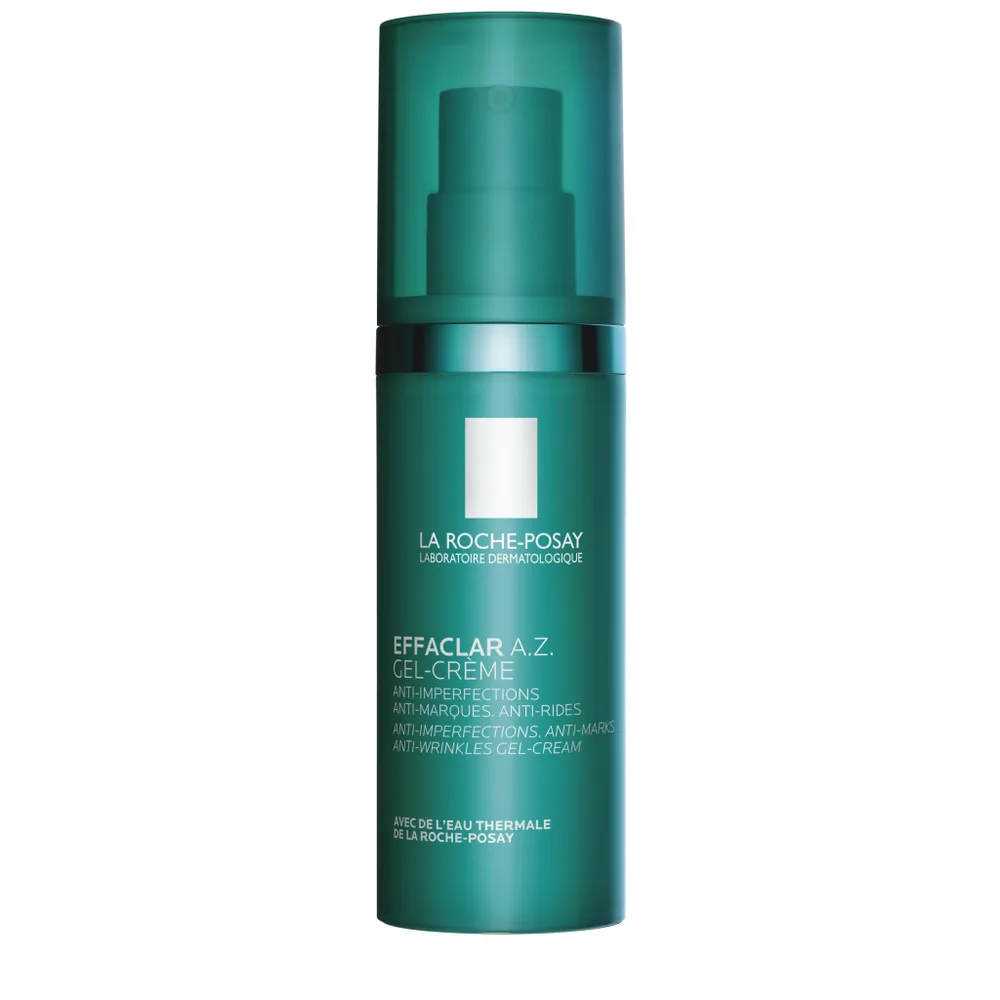 LA ROCHE-POSAY
LABORATOIRE DERMATOLOGIQUE
EFFACLAR A.Z.
GEL-CRÈME
ANTI-IMPERFECTIONS
ANTI-MARQUES, ANTI-RIDES
ANTI-IMPERFECTIONS, ANTI-MARKS
ANTI-WRINKLES GEL-CREAM
AVEC DE L'EAU THERMALE
DE LA ROCHE-POSAY